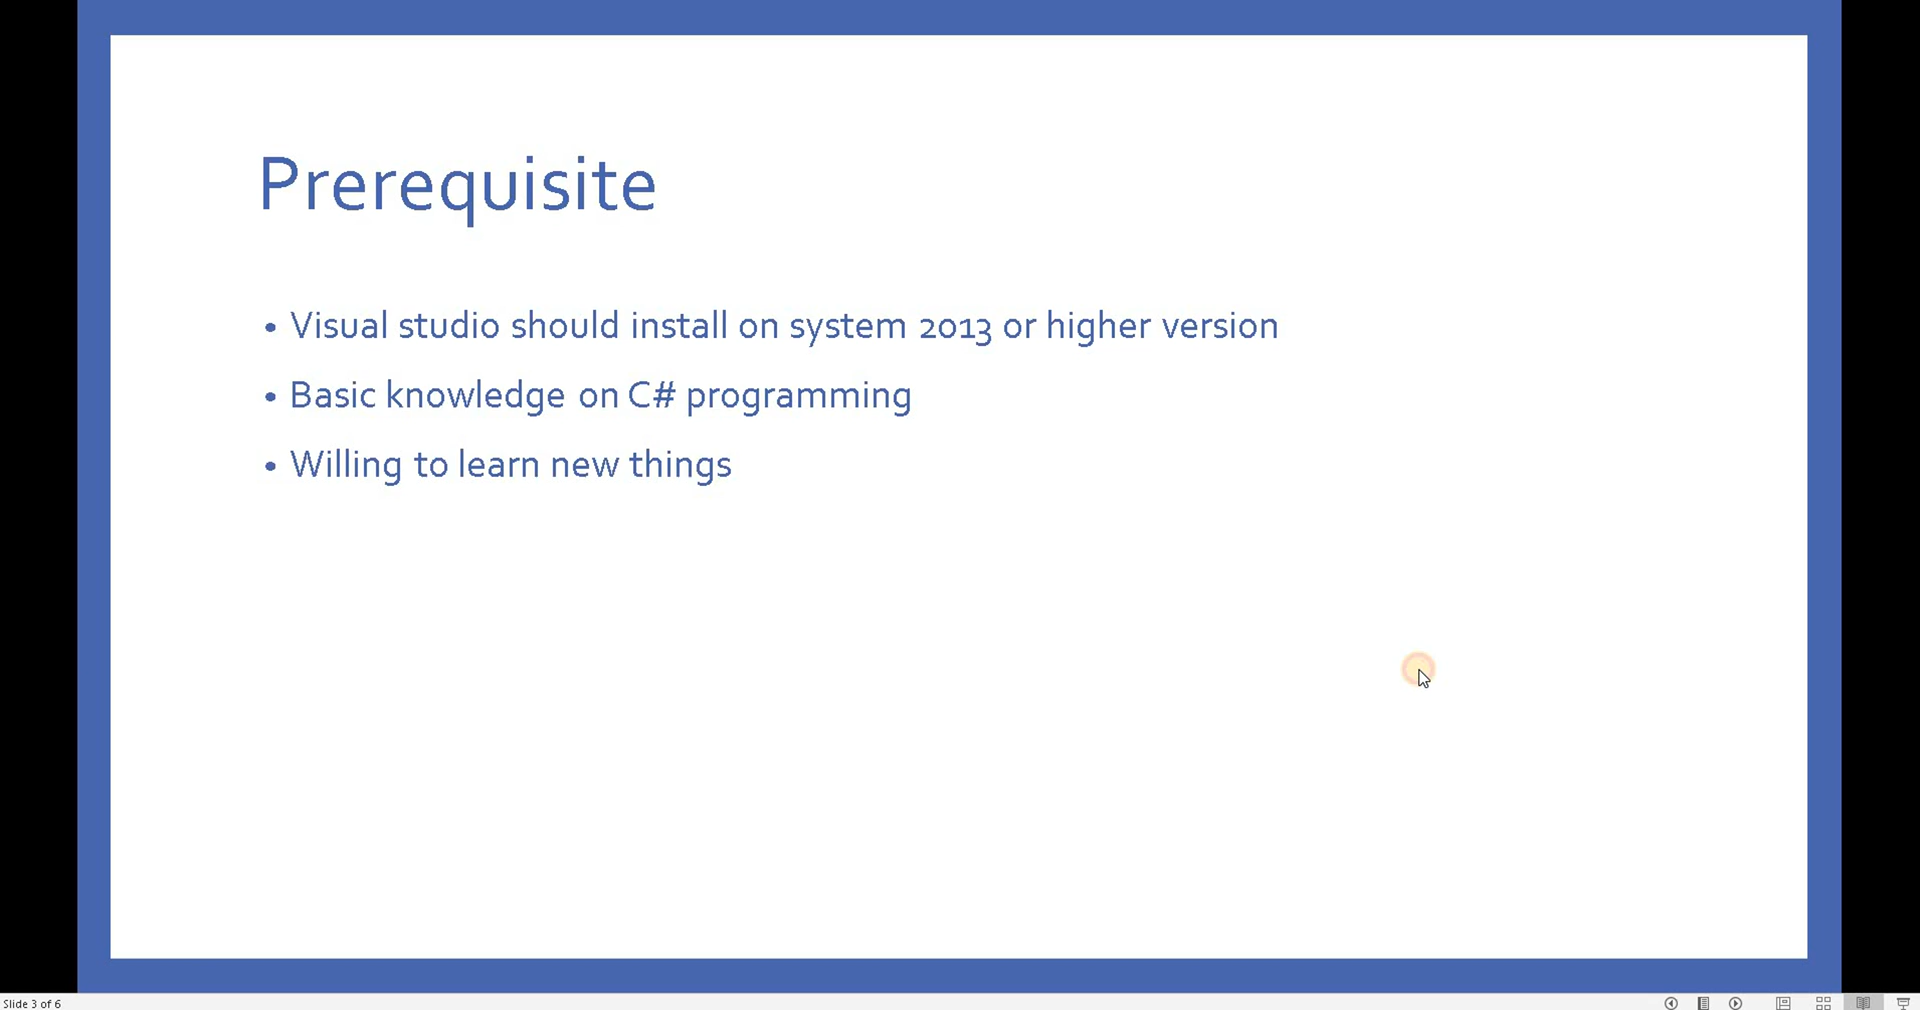 Prerequisite
• Visual studio should install on system 2013 or higher version
• Basic knowledge on C# programming
• Willing to learn new things
Slide 3 of 6